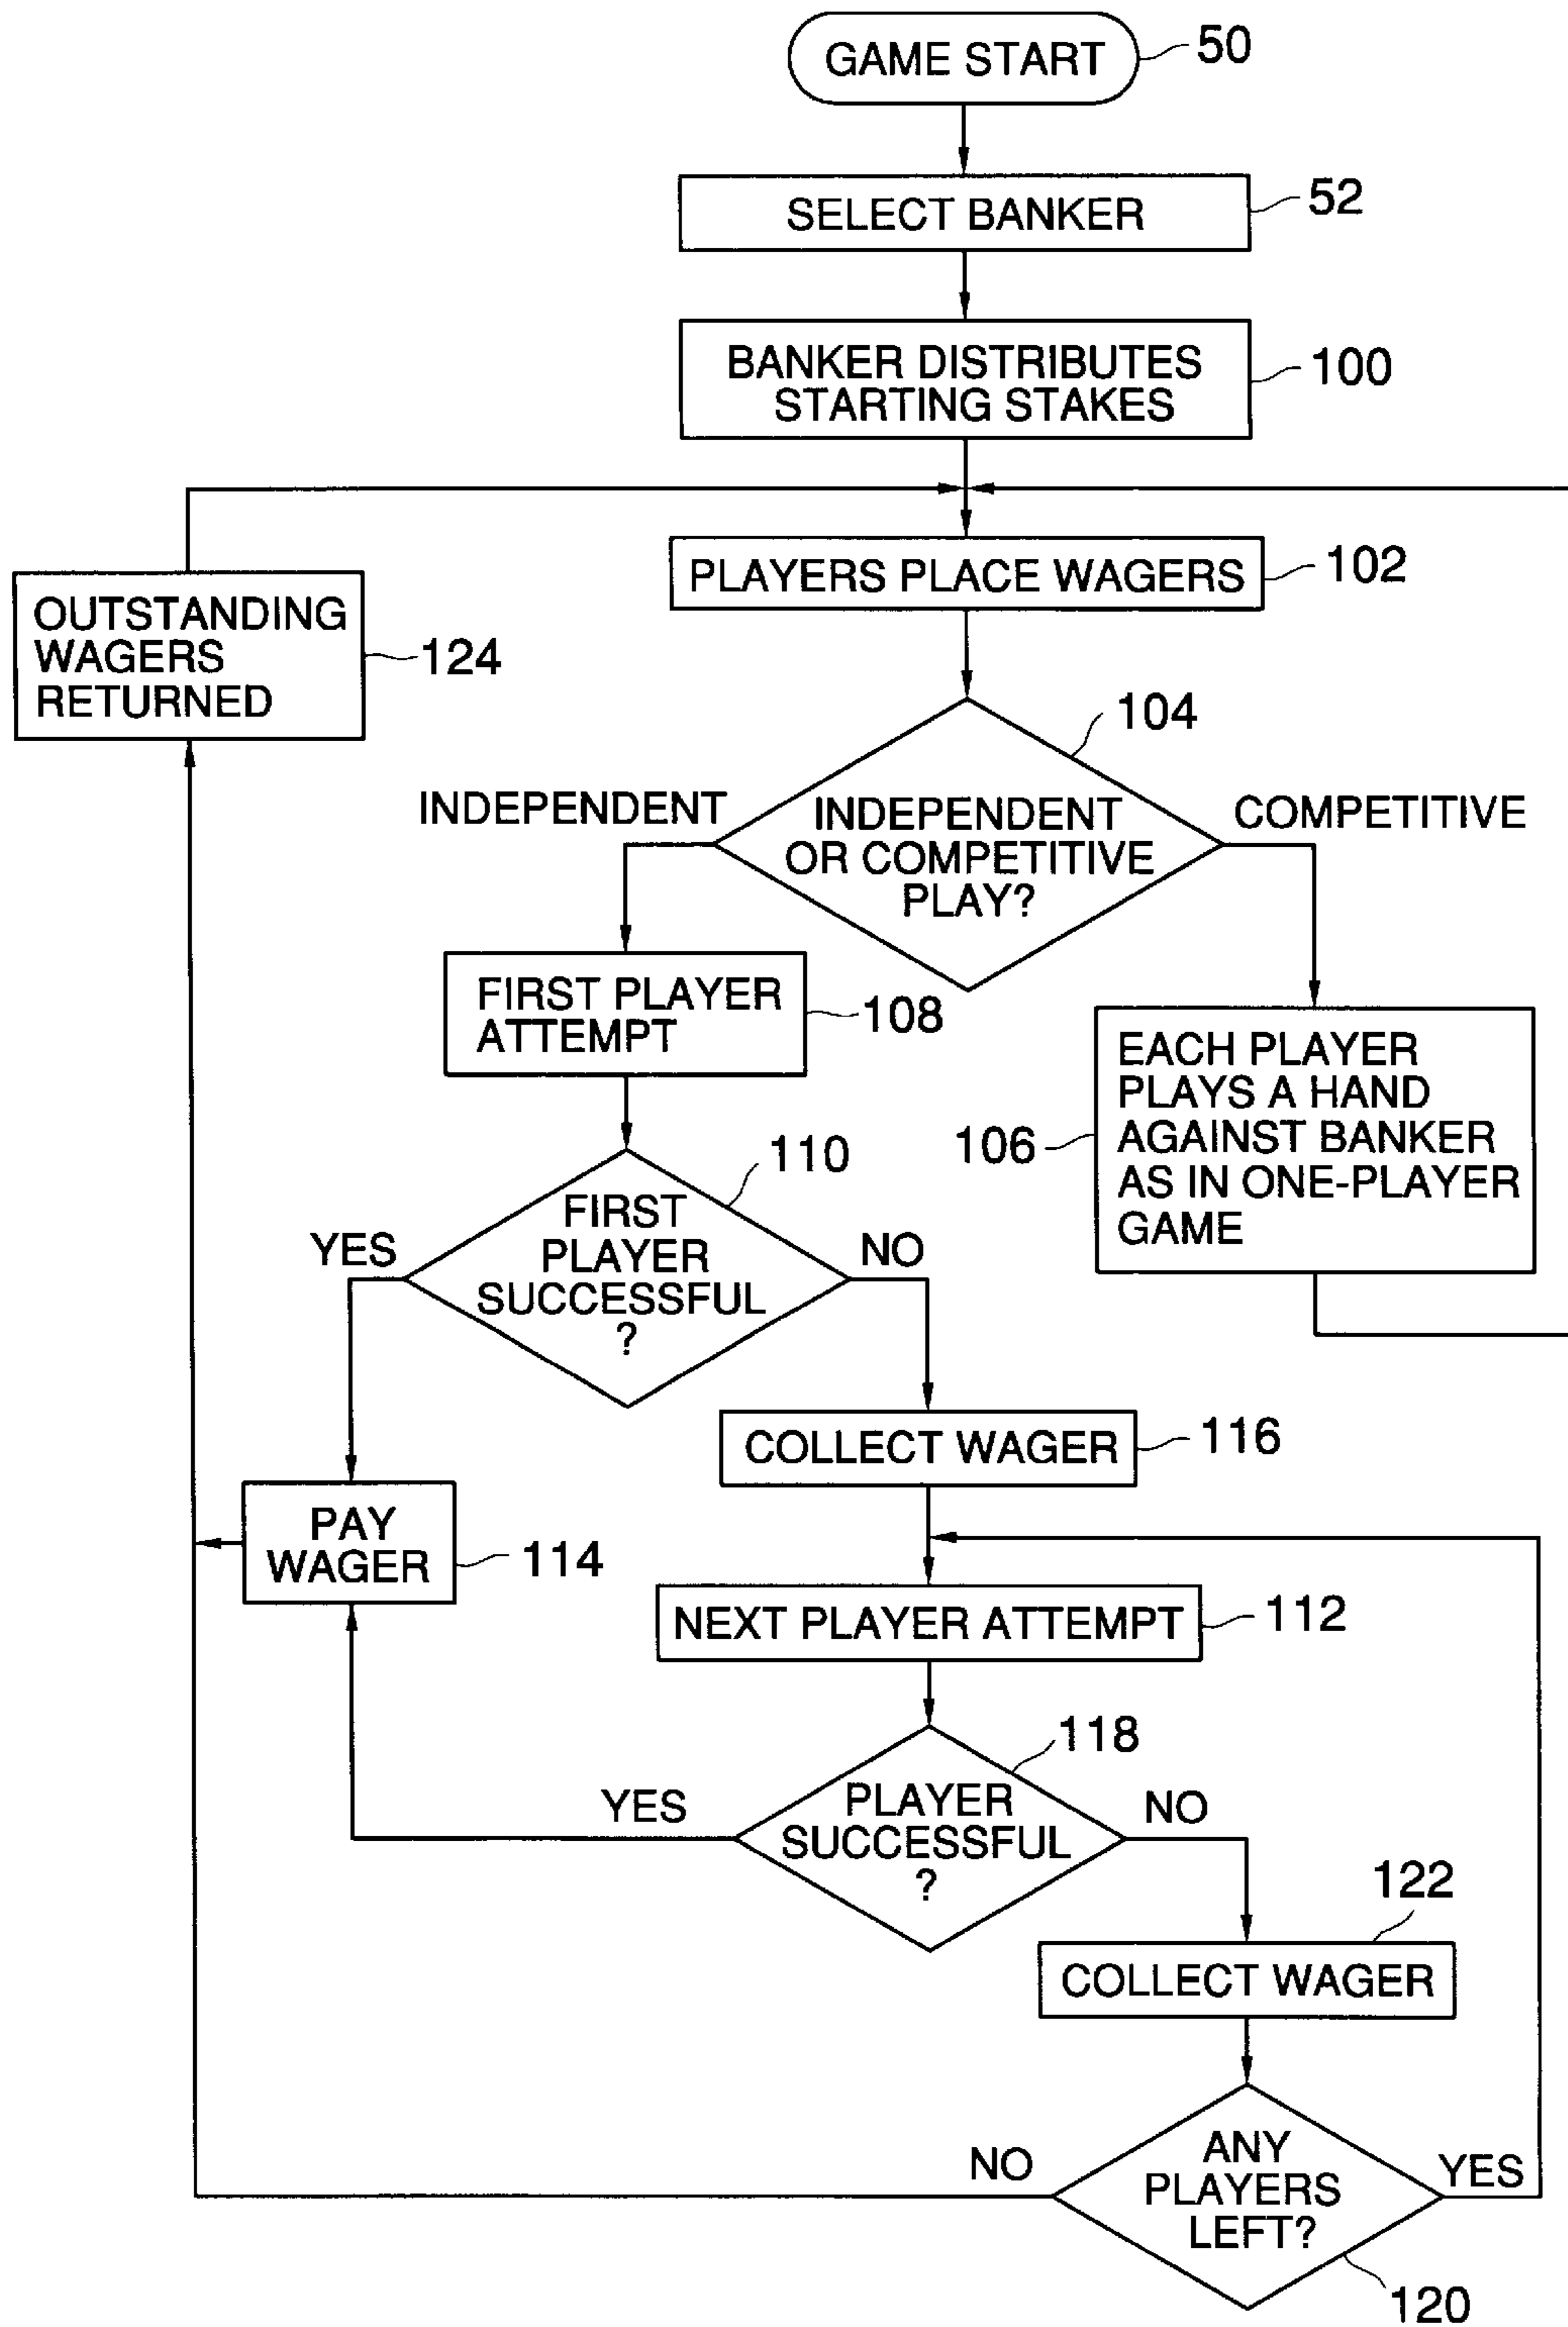 GAME START
50
SELECT BANKER
52
BANKER DISTRIBUTES
STARTING STAKES
100
PLAYERS PLACE WAGERS
102
OUTSTANDING
WAGERS
RETURNED
124
104
INDEPENDENT
INDEPENDENT
OR COMPETITIVE
PLAY?
COMPETITIVE
FIRST PLAYER
ATTEMPT
108
EACH PLAYER
PLAYS A HAND
AGAINST BANKER
AS IN ONE-PLAYER
GAME
106
110
YES
FIRST
PLAYER
SUCCESSFUL
?
NO
COLLECT WAGER
116
PAY
WAGER
114
NEXT PLAYER ATTEMPT
112
118
YES
PLAYER
SUCCESSFUL
?
NO
122
COLLECT WAGER
NO
ANY
PLAYERS
LEFT?
YES
120